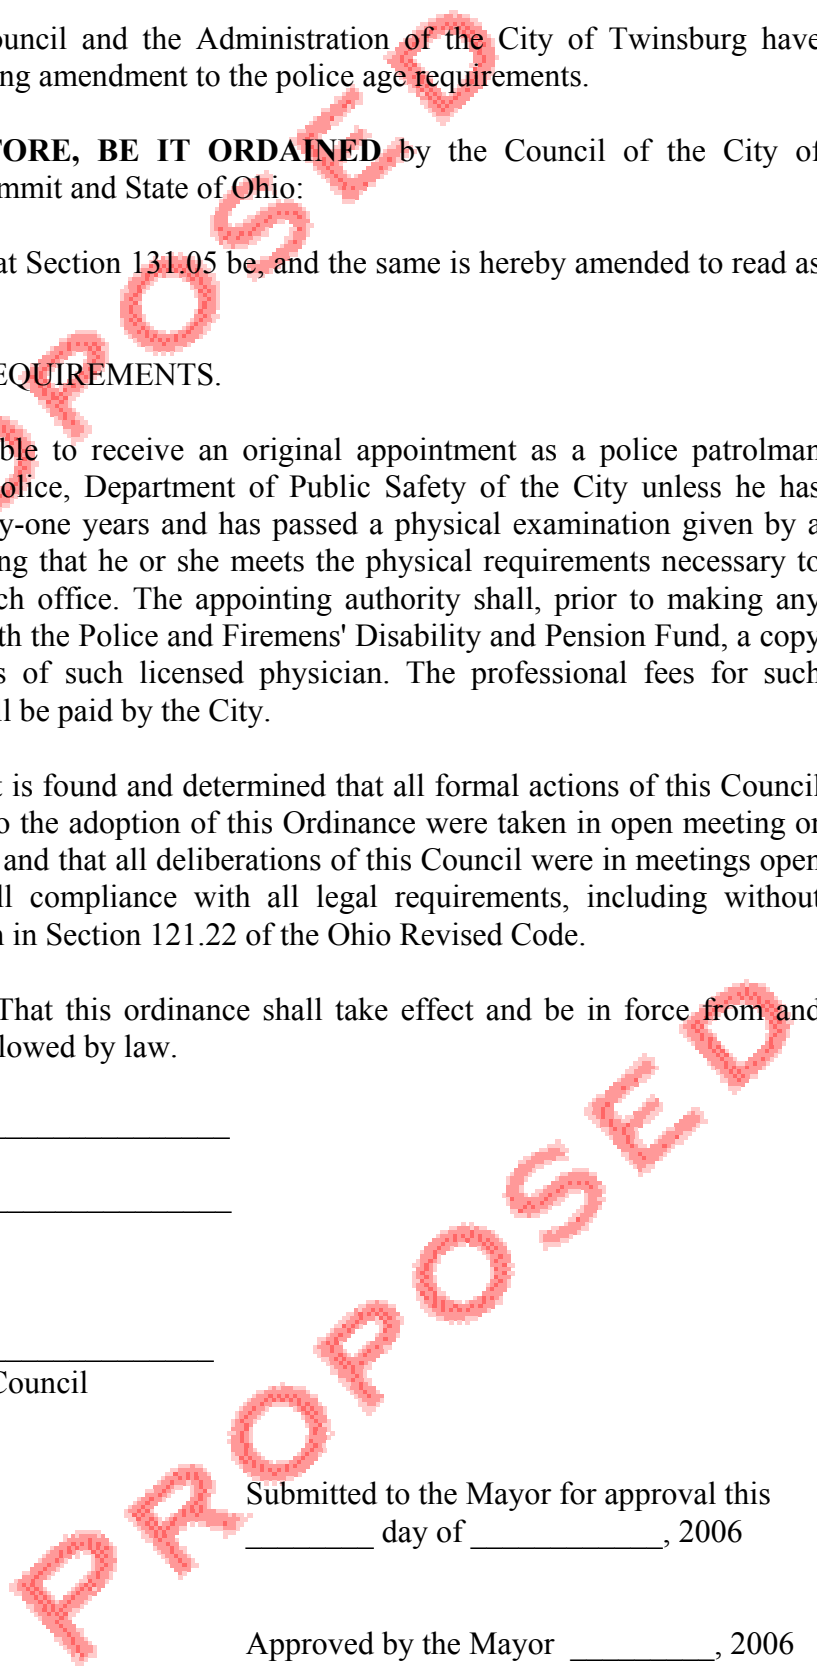 ouncil and the Administration of the City of Twinsburg have
ing amendment to the police age requirements.
FORE, BE IT ORDAINED by the Council of the City of
mmit and State of Ohio:
at Section 131.05 be, and the same is hereby amended to read as
EQUIREMENTS.
ble to receive an original appointment as a police patrolman
olice, Department of Public Safety of the City unless he has
y-one years and has passed a physical examination given by a
ng that he or she meets the physical requirements necessary to
ch office. The appointing authority shall, prior to making any
th the Police and Firemens' Disability and Pension Fund, a copy
s of such licensed physician. The professional fees for such
ll be paid by the City.
t is found and determined that all formal actions of this Council
o the adoption of this Ordinance were taken in open meeting or
and that all deliberations of this Council were in meetings open
ll compliance with all legal requirements, including without
n in Section 121.22 of the Ohio Revised Code.
That this ordinance shall take effect and be in force from and
llowed by law.
Council
Submitted to the Mayor for approval this
________ day of ____________, 2006
Approved by the Mayor _________, 2006
OPOSED
PROPOSED